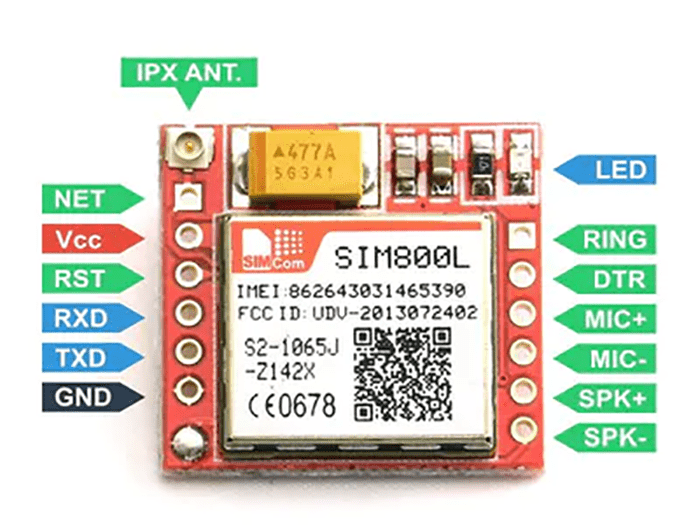 IPX ANT.
477A
5G3A1
LED
NET
Vcc
RST
RXD
TXD
GND
SIMCom
SIM800L
IMEI:862643031465390
FCC ID: UDV-2013072402
S2-1065J
-Z142X
CE0678
RING
DTR
MIC+
MIC-
SPK+
SPK-